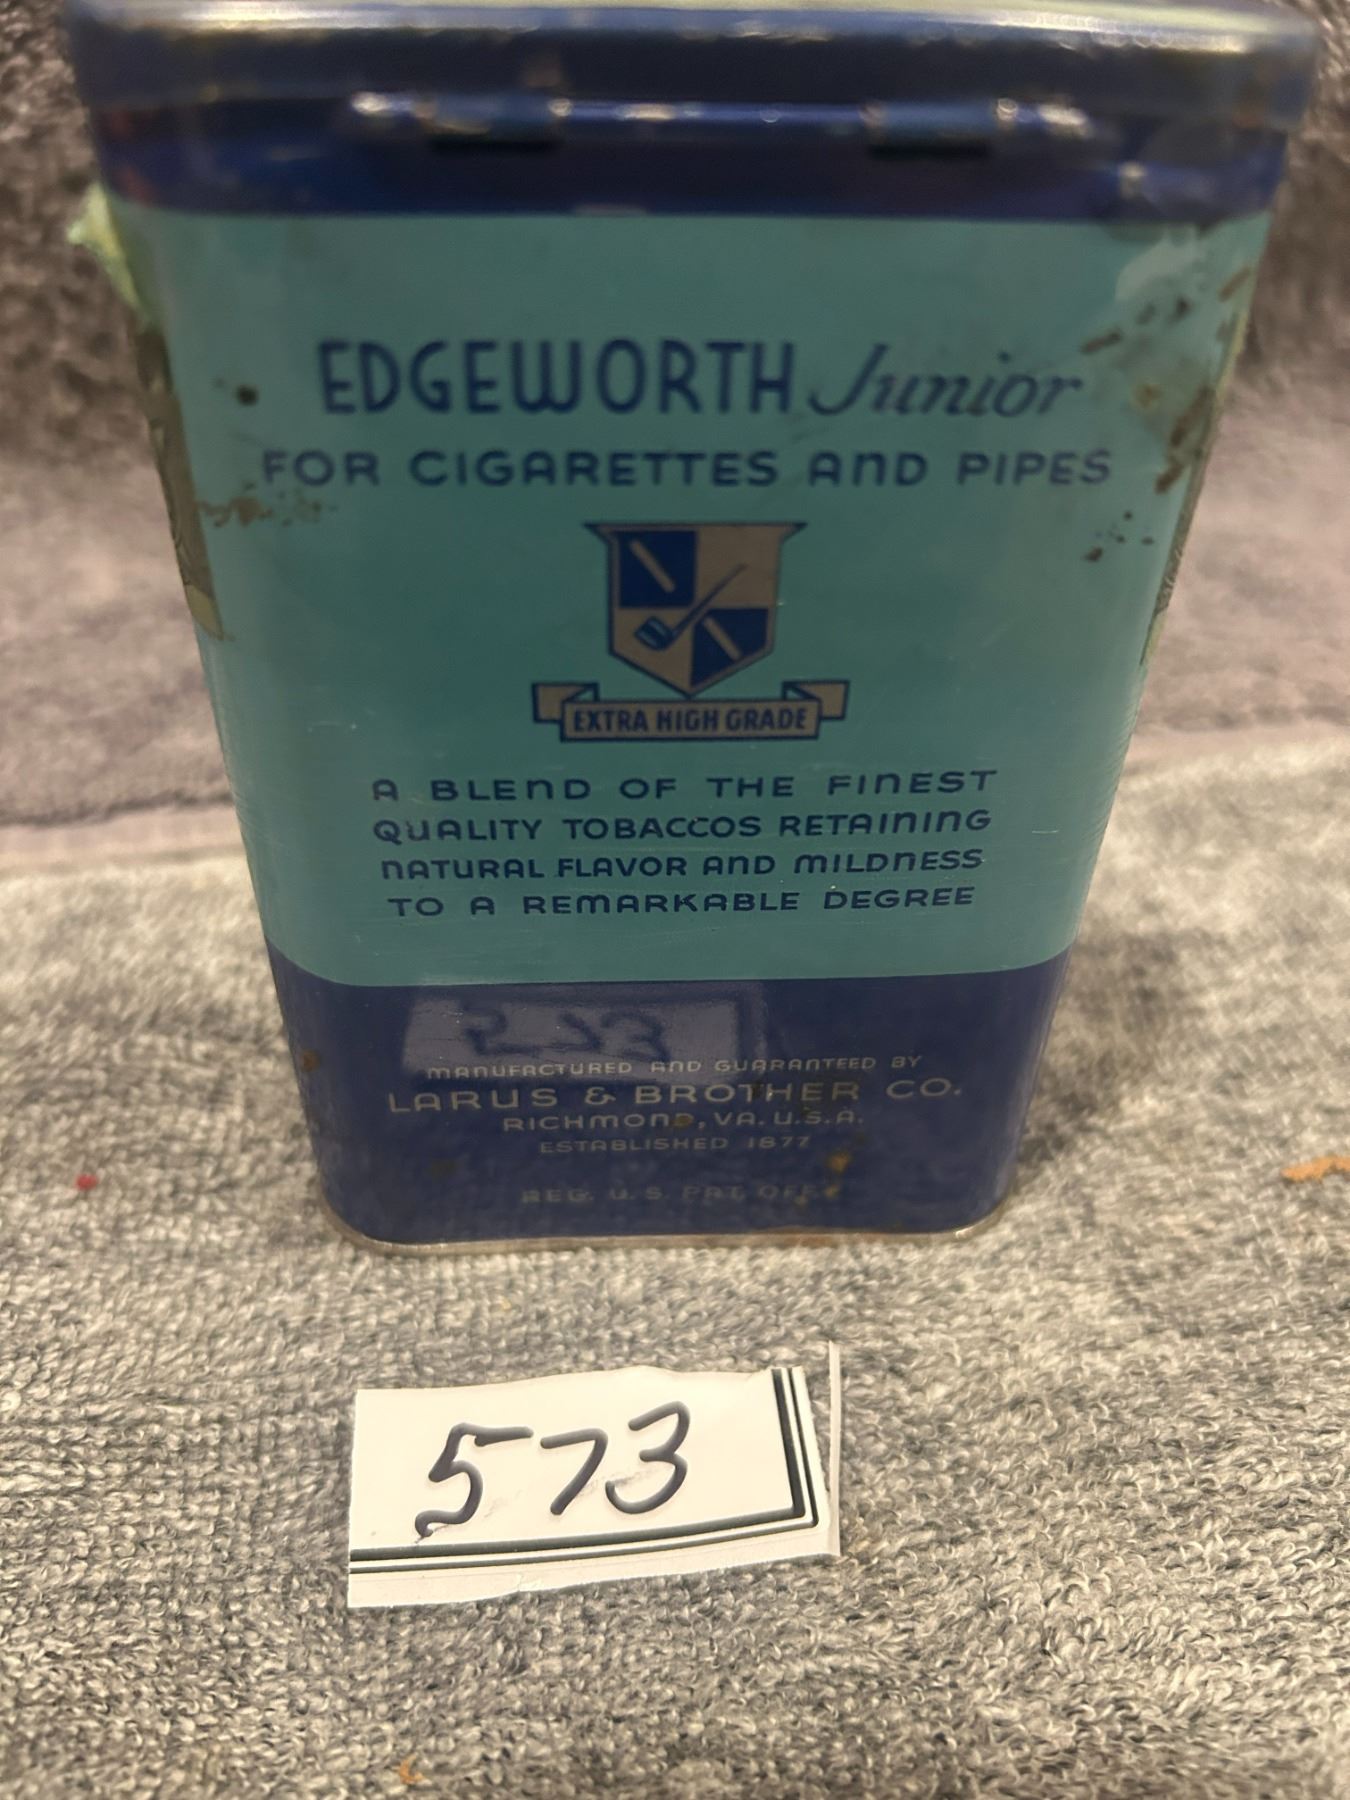 EDGEWORTH Junior
FOR CIGARETTES AND PIPES
EXTRA HIGH GRADE
A BLEND OF THE FINEST
QUALITY TOBACCOS RETAINING
NATURAL FLAVOR AND MILDNESS
TO A REMARKABLE DEGREE
MANUFACTURED AND GUARANTEED BY
LARUS & BROTHER CO.
RICHMOND, VA. U.S.A.
ESTABLISHED 1877
REG. U. S. PAT. OFF.
573